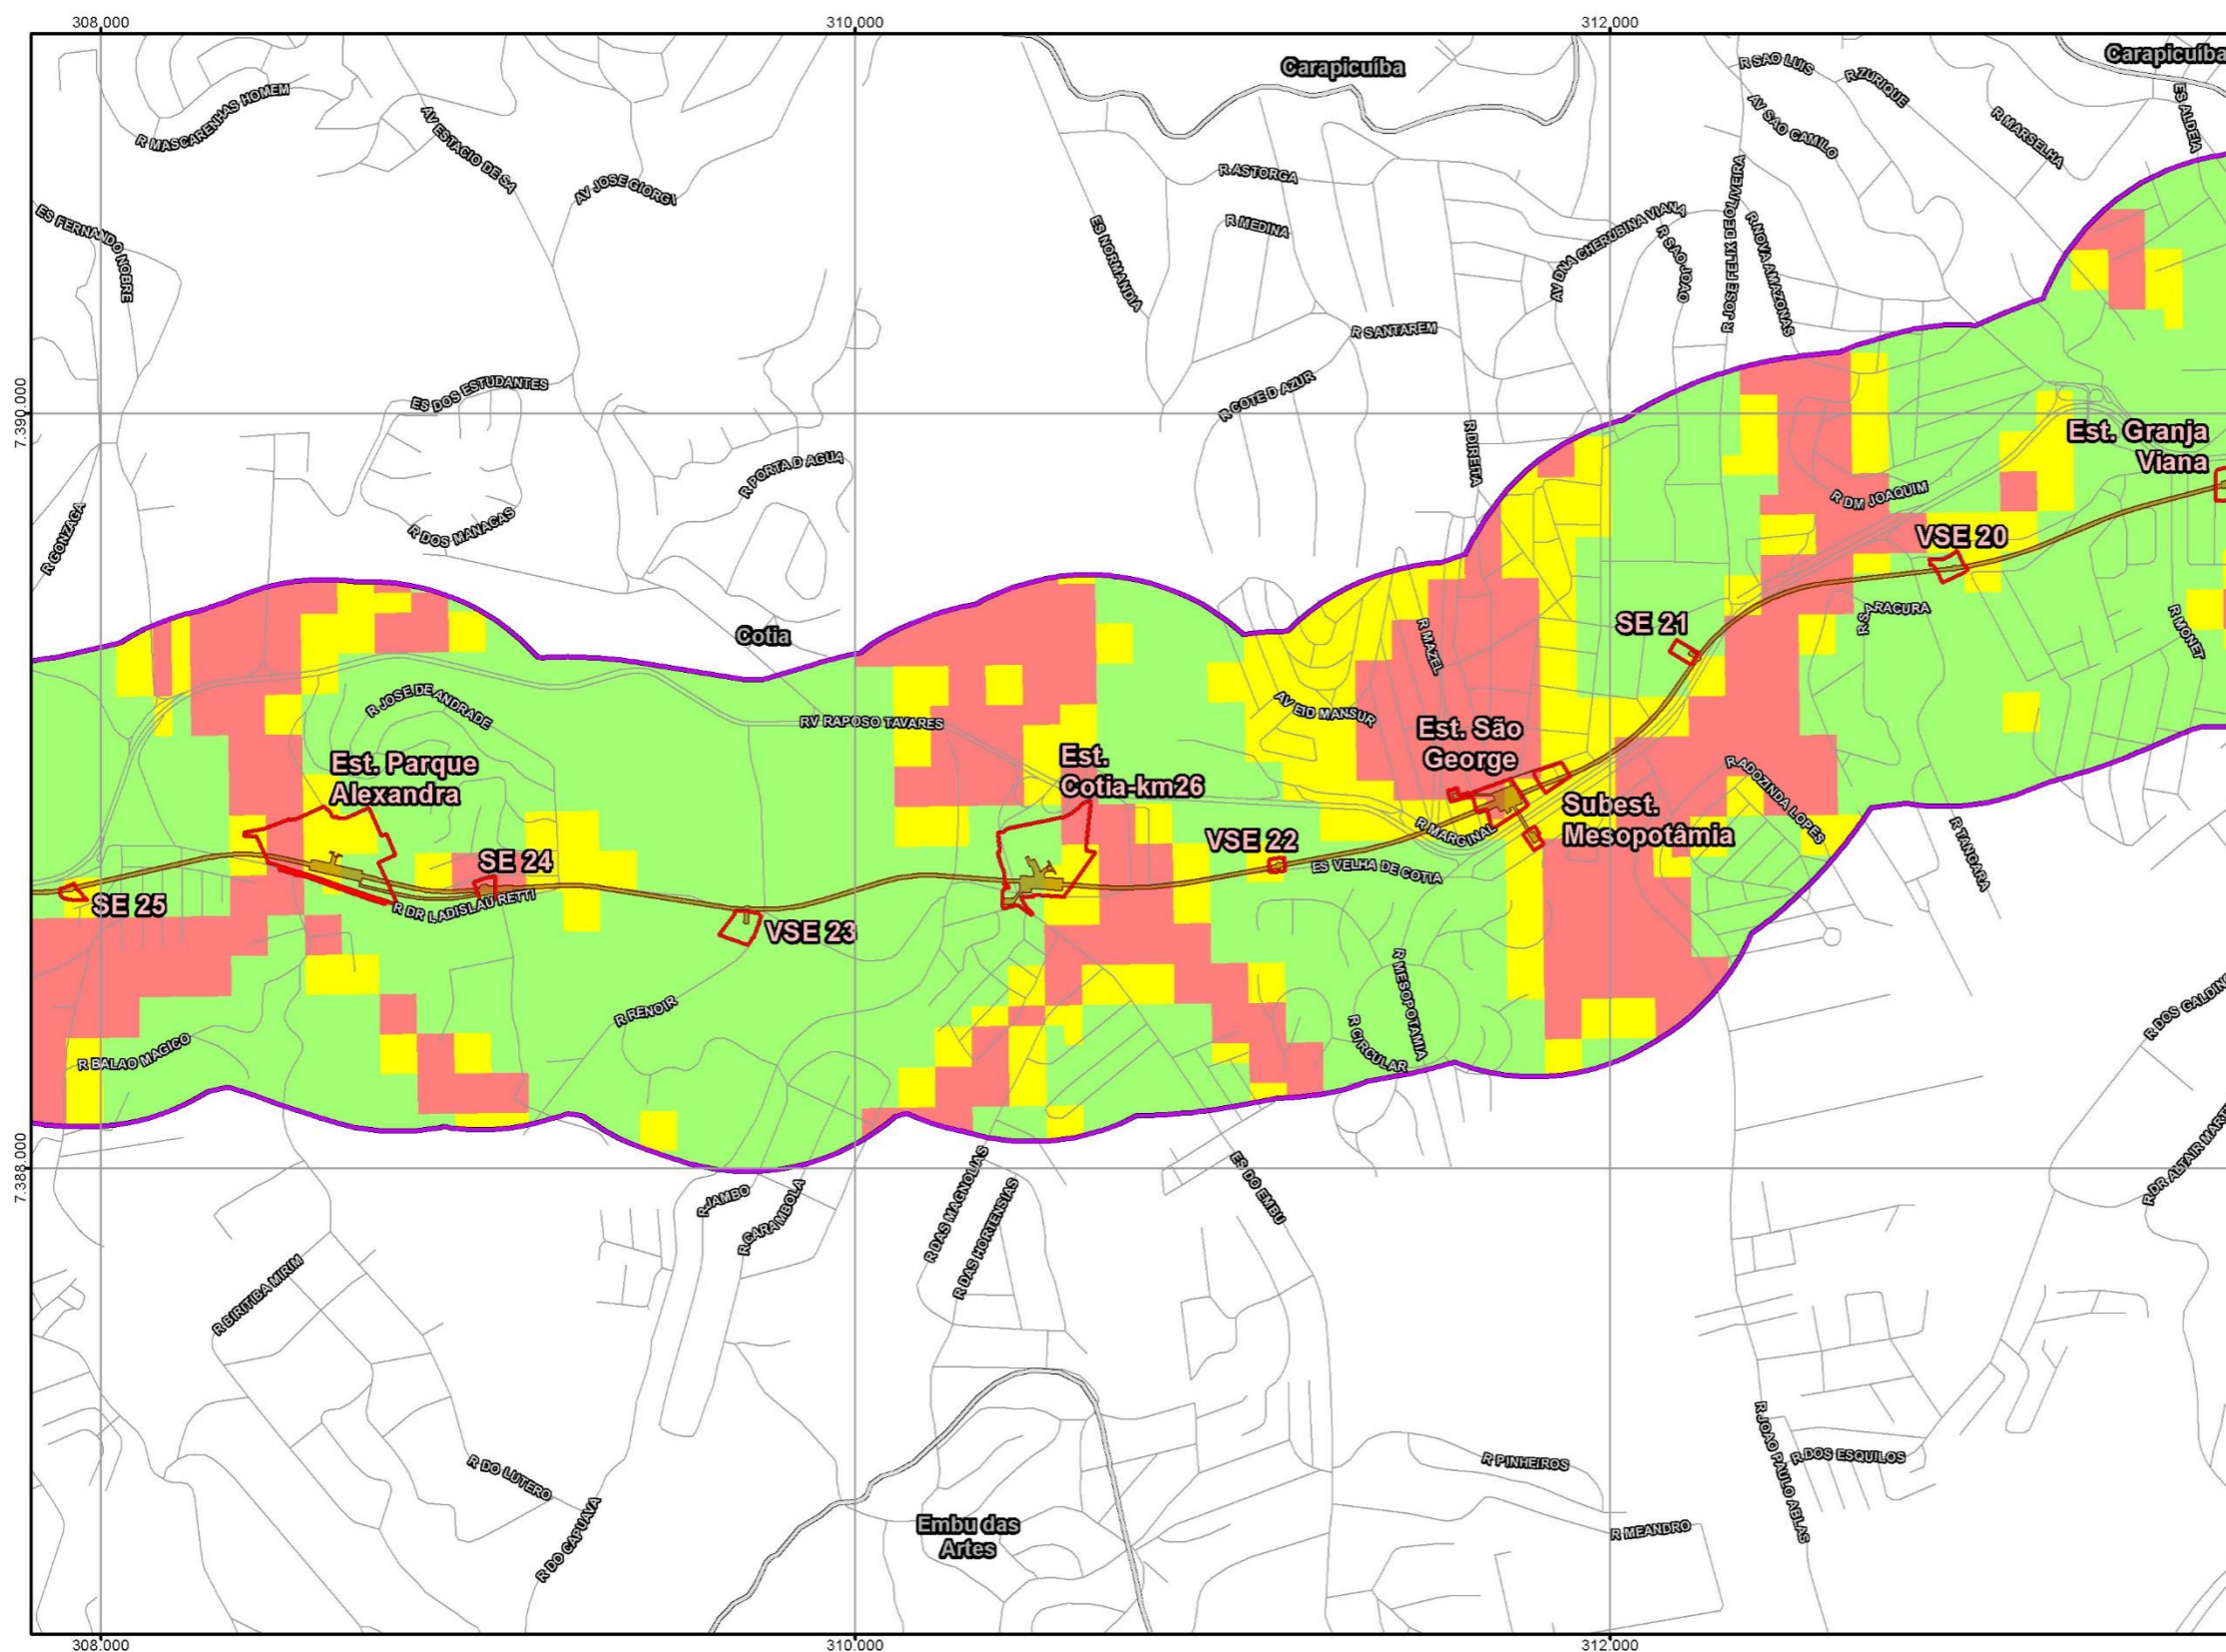 308.000
310.000
312.000
Carapicuíba
Carapicuíba
R SAO LUIS
R ZURIQUE
ES ALDEIA
R MASCARENHAS HOMEM
AV ESTACIO DE SA
AV SAO CAMILO
R MARSELHA
AV JOSE GIORGI
R ASTORGA
R JOSE FELIX DE OLIVEIRA
ES FERNANDO NOBRE
ES NORMANDIA
R MEDINA
AV DNA CHERUBINA VIANA
R SAO JOAO
R NOVA AMAZONAS
R SANTAREM
ES DOS ESTUDANTES
R COTE D AZUR
7.390.000
R DIREITA
Est. Granja
Viana
R PORTA D AGUA
R GONZAGA
R DOS MANACAS
R DM JOAQUIM
VSE 20
R SARACURA
R MONET
SE 21
Cotia
R MAZEL
R JOSE DE ANDRADE
RV RAPOSO TAVARES
AV EID MANSUR
Est. São
George
Est. Parque
Alexandra
Est.
Cotia-km26
R ADOZINDA LOPES
Subest.
Mesopotâmia
R MARGINAL
VSE 22
ES VELHA DE COTIA
R TANGARA
SE 24
SE 25
R DR LADISLAU RETTI
VSE 23
R MESOPOTAMIA
R RENOIR
R CIRCULAR
R BALAO MAGICO
R DOS GALDIN
7.388.000
R DR ALTAIR MART
R JAMBO
R CARAMBOLA
R DAS MAGNOLIAS
R DAS HORTENSIAS
ES DO EMBU
R BIRITIBA MIRIM
R DO LUTERO
R DO CAPUAVA
R PINHEIROS
R JOAO PAULO ABLAS
R DOS ESQUILOS
Embu das
Artes
R MEANDRO
308.000
310.000
312.000